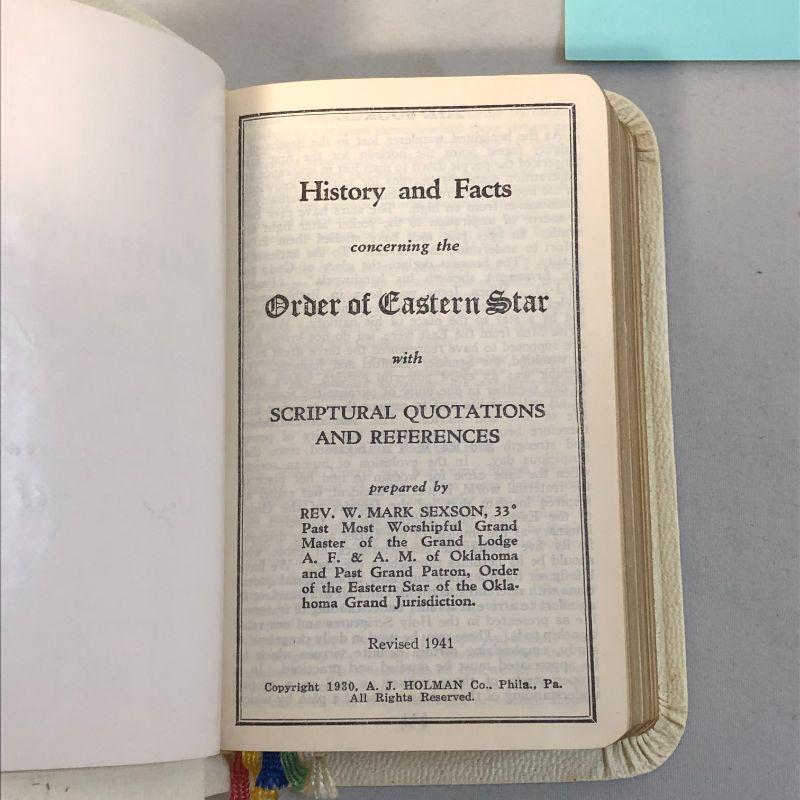 History and Facts
concerning the
Order of Eastern Star
with
SCRIPTURAL QUOTATIONS
AND REFERENCES
prepared by
REV. W. MARK SEXSON, 33°
Past Most Worshipful Grand
Master of the Grand Lodge
A. F. & A. M. of Oklahoma
and Past Grand Patron, Order
of the Eastern Star of the Okla-
homa Grand Jurisdiction.
Revised 1941
Copyright 1930, A. J. HOLMAN Co., Phila., Pa.
All Rights Reserved.